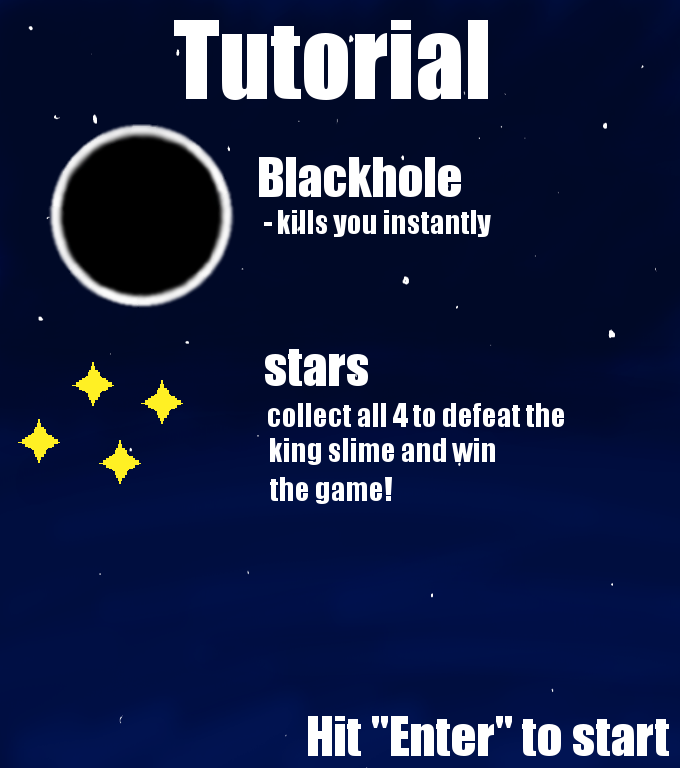 Tutorial
Blackhole
- kills you instantly
stars
collect all 4 to defeat the
king slime and win
the game!
Hit "Enter" to start